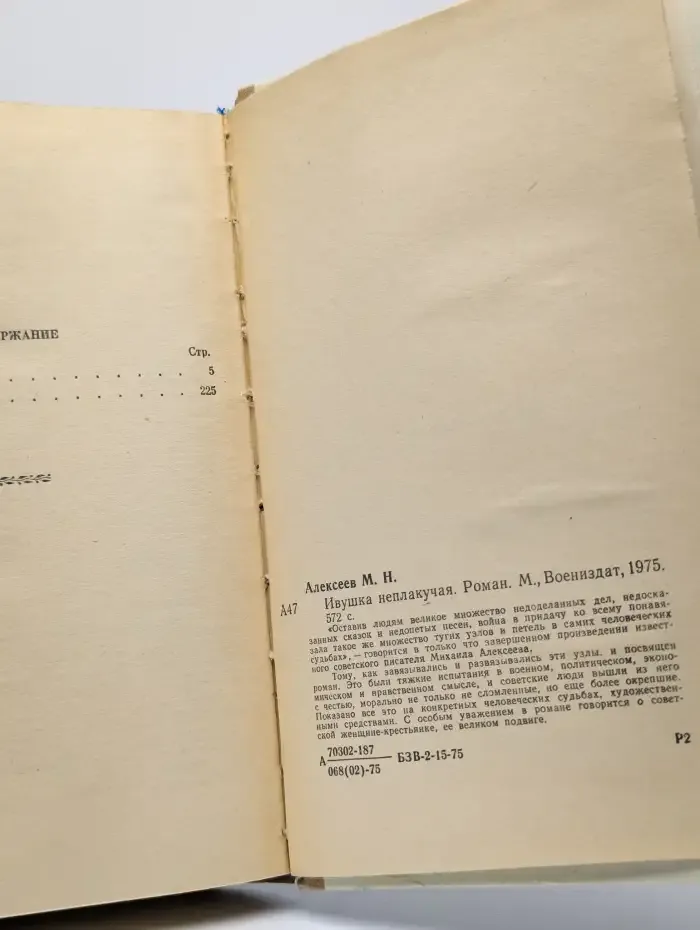 РЖАНИЕ
Стр.
. . . . . . . . . . 5
. . . . . . . . . 225
Алексеев М. Н.
А47 Ивушка неплакучая. Роман. М., Воениздат, 1975.
572 с.
«Оставив людям великое множество недоделанных дел, недоска-
занных сказок и недопетых песен, война в придачу ко всему понавя-
зала такое же множество тугих узлов и петель в самих человеческих
судьбах», — говорится в только что завершенном произведении извест-
ного советского писателя Михаила Алексеева.
Тому, как завязывались и развязывались эти узлы, и посвящен
роман. Это были тяжкие испытания в военном, политическом, эконо-
мическом и нравственном смысле, и советские люди вышли из него
с честью, морально не только не сломленные, но еще более окрепшие.
Показано все это на конкретных человеческих судьбах, художествен-
ными средствами. С особым уважением в романе говорится о совет-
ской женщине-крестьянке, ее великом подвиге.
70302-187
А БЗВ-2-15-75
068(02)-75
Р2